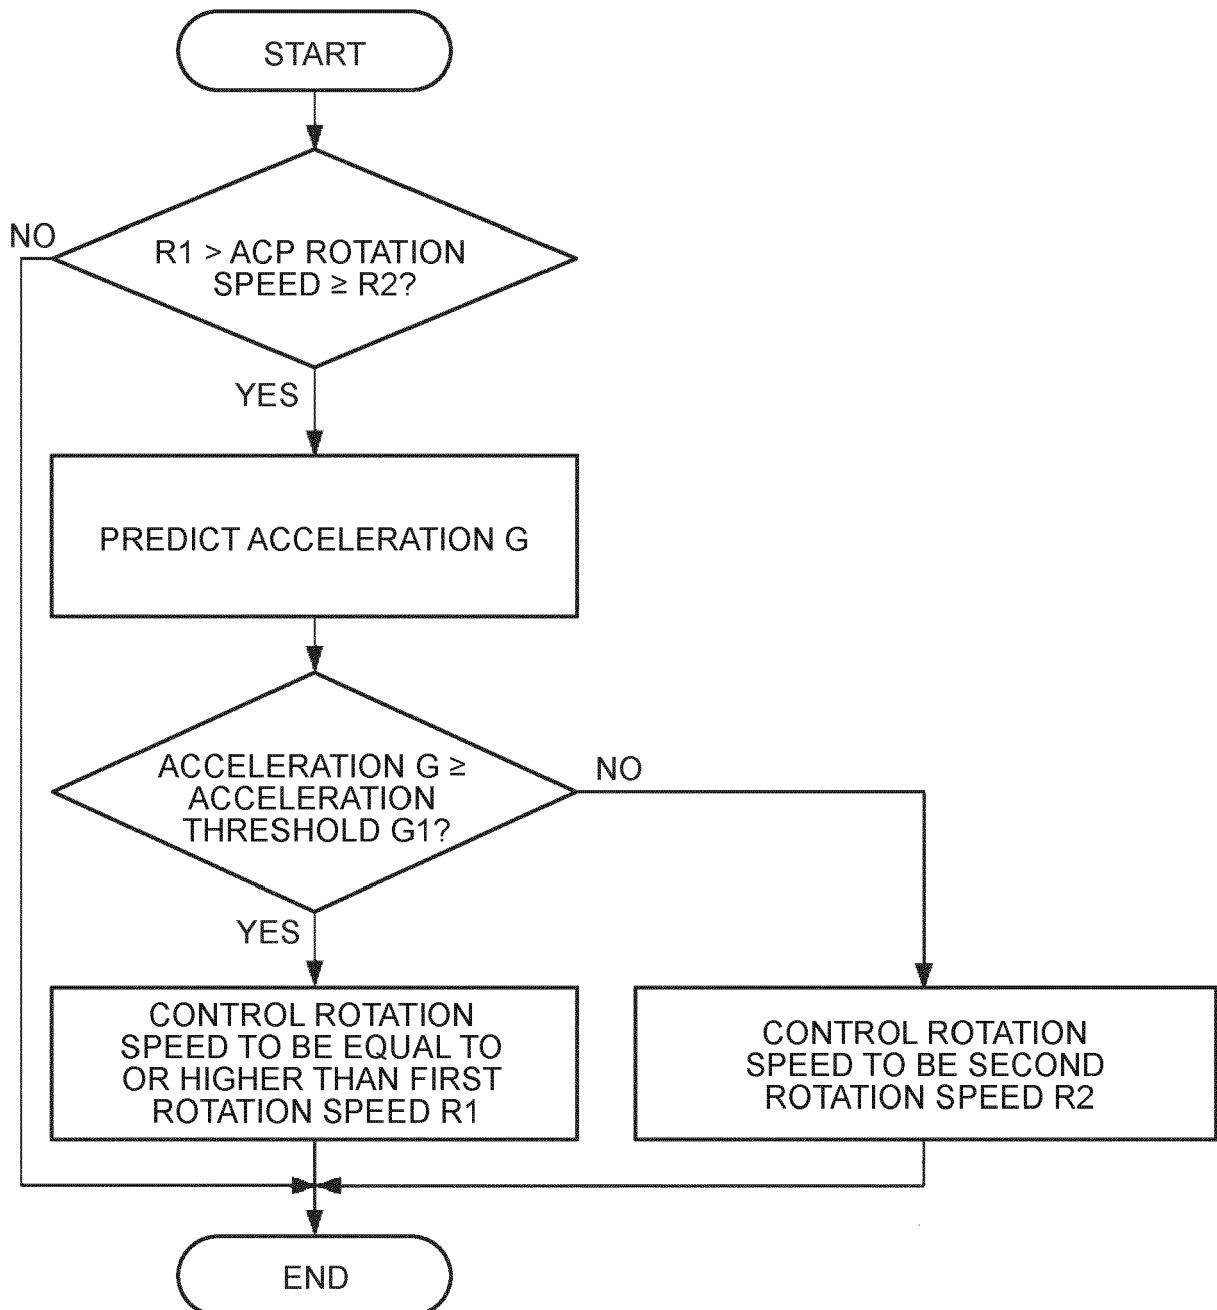 START
NO
R1 > ACP ROTATION
SPEED ≥ R2?
YES
PREDICT ACCELERATION G
ACCELERATION G ≥
ACCELERATION
THRESHOLD G1?
NO
YES
CONTROL ROTATION
SPEED TO BE EQUAL TO
OR HIGHER THAN FIRST
ROTATION SPEED R1
CONTROL ROTATION
SPEED TO BE SECOND
ROTATION SPEED R2
END